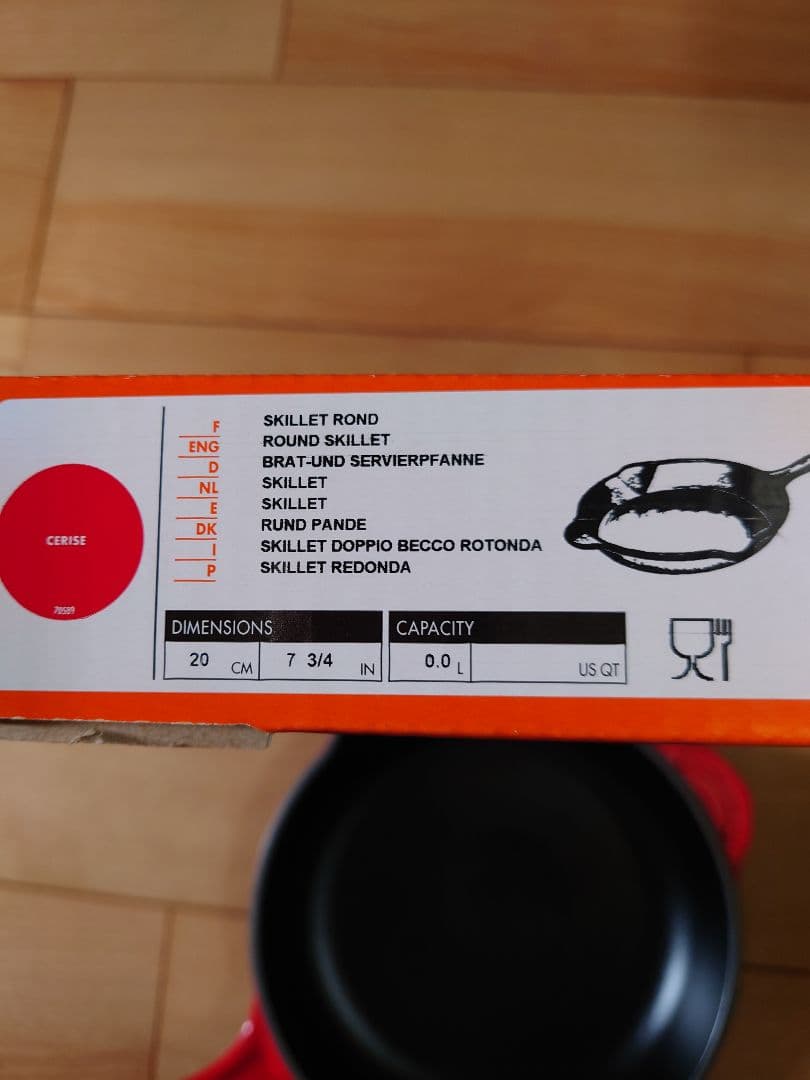 CERISE
70589
F SKILLET ROND
ENG ROUND SKILLET
D BRAT-UND SERVIERPFANNE
NL SKILLET
E SKILLET
DK RUND PANDE
I SKILLET DOPPIO BECCO ROTONDA
P SKILLET REDONDA
DIMENSIONS
20 CM 7 3/4 IN
CAPACITY
0.0 L US QT